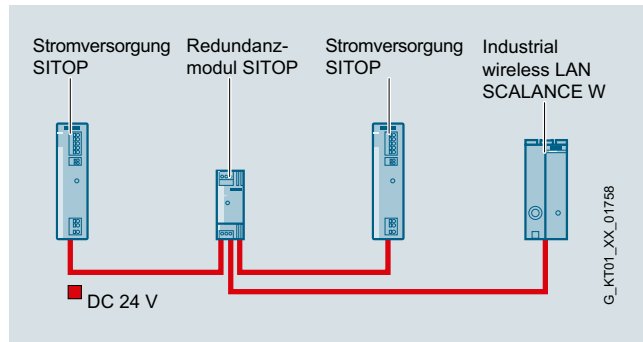 Stromversorgung
SITOP
Redundanz-
modul SITOP
Stromversorgung
SITOP
Industrial
wireless LAN
SCALANCE W
DC 24 V
G_KT01_XX_01758